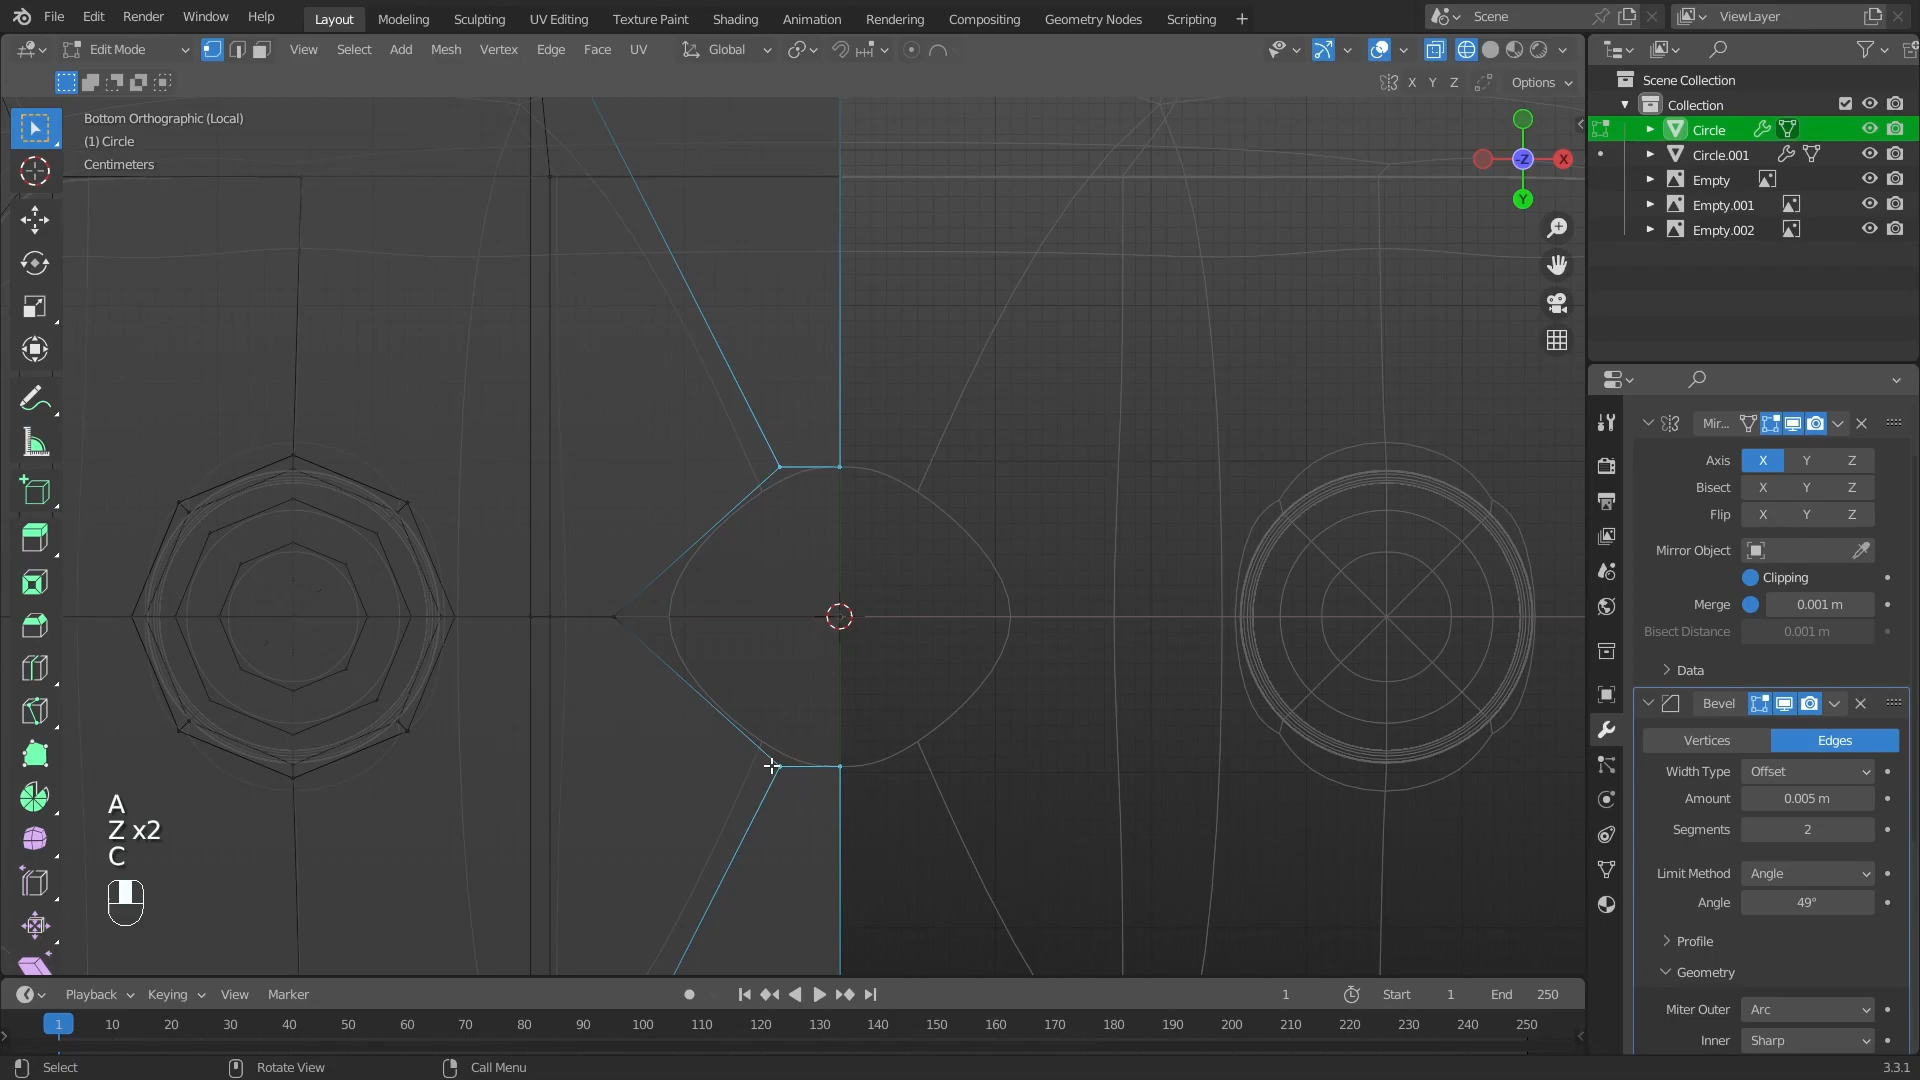 File Edit Render Window Help Layout Modeling Sculpting UV Editing Texture Paint Shading Animation Rendering Compositing Geometry Nodes Scripting + Scene ViewLayer
Edit Mode View Select Add Mesh Vertex Edge Face UV Global
X Y Z Options
Bottom Orthographic (Local)
(1) Circle
Centimeters
-Z X
Y
Scene Collection
Collection
Circle
Circle.001
Empty
Empty.001
Empty.002
Mir...
Axis X Y Z
Bisect X Y Z
Flip X Y Z
Mirror Object
Clipping
Merge 0.001 m
Bisect Distance 0.001 m
Data
Bevel
Vertices Edges
Width Type Offset
Amount 0.005 m
Segments 2
Limit Method Angle
Angle 49°
Profile
Geometry
Miter Outer Arc
Inner Sharp
A
Z x2
C
Playback Keying View Marker 1 Start 1 End 250
1 10 20 30 40 50 60 70 80 90 100 110 120 130 140 150 160 170 180 190 200 210 220 230 240 250
Select Rotate View Call Menu 3.3.1